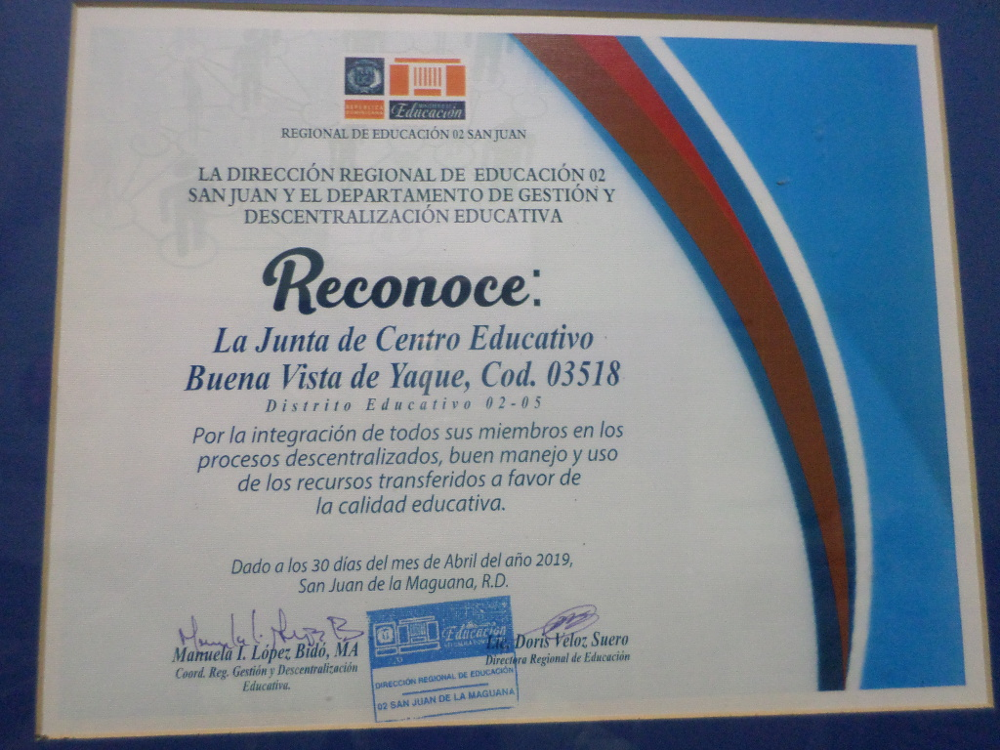 REPÚBLICA DOMINICANA
Educación
REGIONAL DE EDUCACIÓN 02 SAN JUAN
LA DIRECCIÓN REGIONAL DE EDUCACIÓN 02
SAN JUAN Y EL DEPARTAMENTO DE GESTIÓN Y
DESCENTRALIZACIÓN EDUCATIVA
Reconoce:
La Junta de Centro Educativo
Buena Vista de Yaque, Cod. 03518
Distrito Educativo 02-05
Por la integración de todos sus miembros en los
procesos descentralizados, buen manejo y uso
de los recursos transferidos a favor de
la calidad educativa.
Dado a los 30 días del mes de Abril del año 2019,
San Juan de la Maguana, R.D.
Manuela I. López Bidó, MA
Coord. Reg. Gestión y Descentralización
Educativa.
Educación
DIRECCIÓN REGIONAL DE EDUCACIÓN
02 SAN JUAN DE LA MAGUANA
Lic. Doris Veloz Suero
Directora Regional de Educación